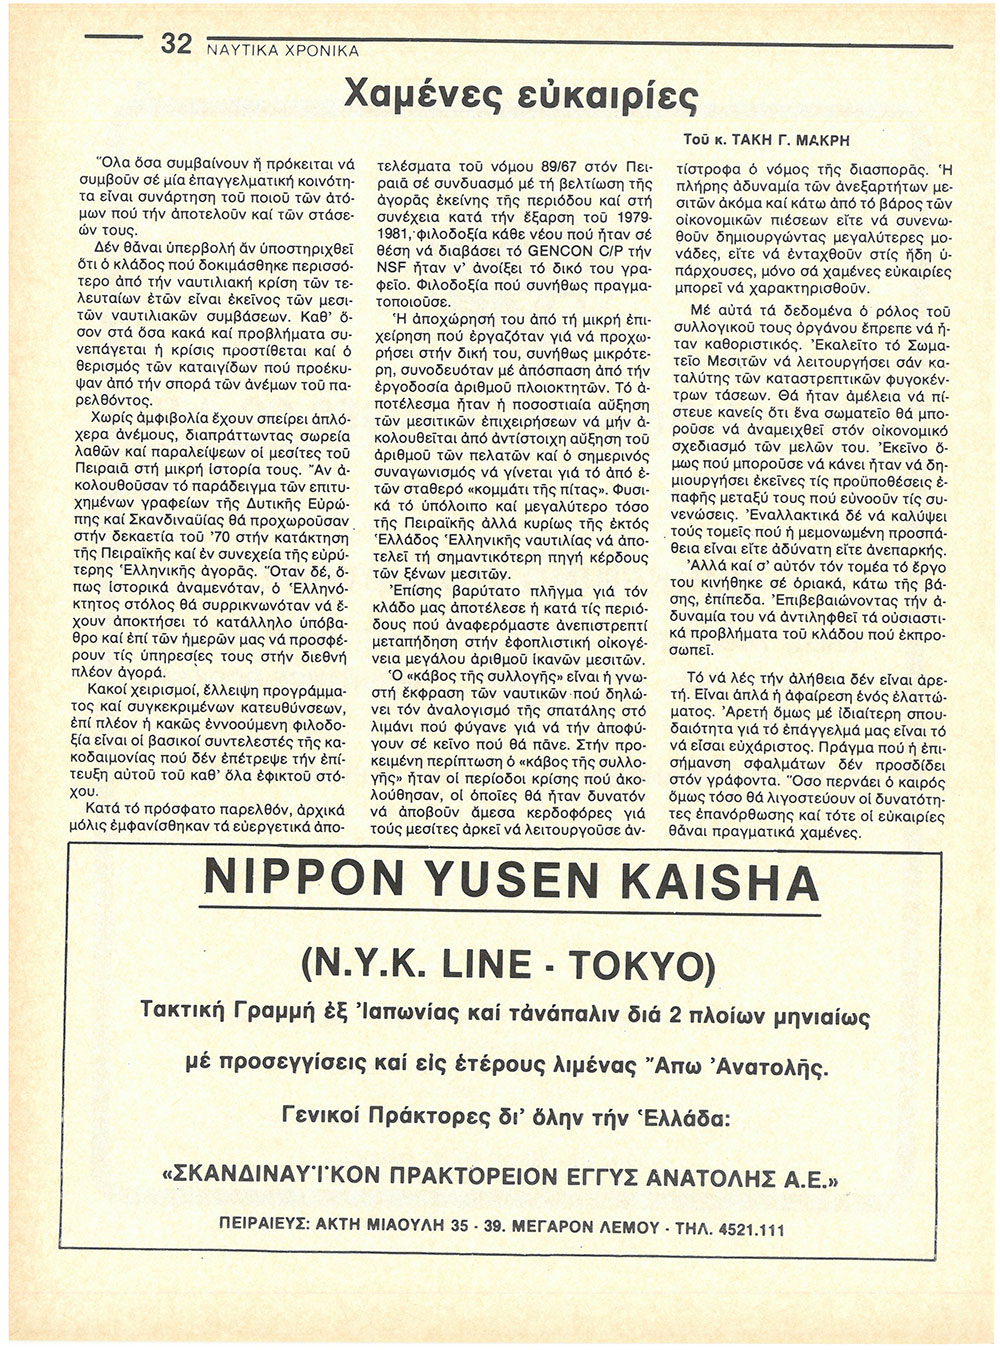 32 ΝΑΥΤΙΚΑ ΧΡΟΝΙΚΑ
Χαμένες εὐκαιρίες
Τοῦ κ. ΤΑΚΗ Γ. ΜΑΚΡΗ
Ὅλα ὅσα συμβαίνουν ἤ πρόκειται νά
συμβοῦν σέ μία ἐπαγγελματική κοινότη-
τα εἶναι συνάρτηση τοῦ ποιοῦ τῶν ἀτό-
μων πού τήν ἀποτελοῦν καί τῶν στάσε-
ών τους.
Δέν θἆναι ὑπερβολή ἄν ὑποστηριχθεῖ
ὅτι ὁ κλάδος πού δοκιμάσθηκε περισσό-
τερο ἀπό τήν ναυτιλιακή κρίση τῶν τε-
λευταίων ἐτῶν εἶναι ἐκεῖνος τῶν μεσι-
τῶν ναυτιλιακῶν συμβάσεων. Καθ' ὅ-
σον στά ὅσα κακά καί προβλήματα συ-
νεπάγεται ἡ κρίσις προστίθεται καί ὁ
θερισμός τῶν καταιγίδων πού προέκυ-
ψαν ἀπό τήν σπορά τῶν ἀνέμων τοῦ πα-
ρελθόντος.
Χωρίς ἀμφιβολία ἔχουν σπείρει ἁπλό-
χερα ἀνέμους, διαπράττωντας σωρεία
λαθῶν καί παραλείψεων οἱ μεσίτες τοῦ
Πειραιᾶ στή μικρή ἱστορία τους. Ἄν ἀ-
κολουθοῦσαν τό παράδειγμα τῶν επιτυ-
χημένων γραφείων τῆς Δυτικῆς Εὐρώ-
πης καί Σκανδιναϋίας θά προχωροῦσαν
στήν δεκαετία τοῦ '70 στήν κατάκτηση
τῆς Πειραϊκῆς καί ἐν συνεχεία τῆς εὐρύ-
τερης Ἑλληνικῆς ἀγορᾶς. Ὅταν δέ, ὅ-
πως ἱστορικά ἀναμενόταν, ὁ Ἑλληνό-
κτητος στόλος θά συρρικνωνόταν νά ἔ-
χουν ἀποκτήσει τό κατάλληλο ὑπόβα-
θρο καί ἐπί τῶν ἡμερῶν μας νά προσφέ-
ρουν τίς ὑπηρεσίες τους στήν διεθνή
πλέον ἀγορά.
Κακοί χειρισμοί, ἔλλειψη προγράμμα-
τος καί συγκεκριμένων κατευθύνσεων,
ἐπί πλέον ἡ κακῶς ἐννοούμενη φιλοδο-
ξία εἶναι οἱ βασικοί συντελεστές τῆς κα-
κοδαιμονίας πού δέν ἐπέτρεψε τήν ἐπί-
τευξη αὐτοῦ τοῦ καθ' ὅλα ἐφικτοῦ στό-
χου.
Κατά τό πρόσφατο παρελθόν, ἀρχικά
μόλις ἐμφανίσθηκαν τά εὐεργετικά ἀπο-
τελέσματα τοῦ νόμου 89/67 στόν Πει-
ραιᾶ σέ συνδυασμό μέ τή βελτίωση τῆς
ἀγορᾶς ἐκείνης τῆς περιόδου καί στή
συνέχεια κατά τήν ἔξαρση τοῦ 1979-
1981, φιλοδοξία κάθε νέου πού ἦταν σέ
θέση νά διαβάσει τό GENCON C/P τήν
NSF ἦταν ν' ἀνοίξει τό δικό του γρα-
φεῖο. Φιλοδοξία πού συνήθως πραγμα-
τοποιοῦσε.
Ἡ ἀποχώρησή του ἀπό τή μικρή ἐπι-
χείρηση πού ἐργαζόταν γιά νά προχω-
ρήσει στήν δική του, συνήθως μικρότε-
ρη, συνοδευόταν μέ ἀπόσπαση ἀπό τήν
ἐργοδοσία ἀριθμοῦ πλοιοκτητῶν. Τό ἀ-
ποτέλεσμα ἦταν ἡ ποσοστιαία αὔξηση
τῶν μεσιτικῶν ἐπιχειρήσεων νά μήν ἀ-
κολουθεῖται ἀπό ἀντίστοιχη αὔξηση τοῦ
ἀριθμοῦ τῶν πελατῶν καί ὁ σημερινός
συναγωνισμός νά γίνεται γιά τό ἀπό ἐ-
τῶν σταθερό «κομμάτι τῆς πίτας». Φυσι-
κά τό ὑπόλοιπο καί μεγαλύτερο τόσο
τῆς Πειραϊκῆς ἀλλά κυρίως τῆς ἐκτός
Ἑλλάδος Ἑλληνικῆς ναυτιλίας νά ἀπο-
τελεῖ τή σημαντικότερη πηγή κέρδους
τῶν ξένων μεσιτῶν.
Ἐπίσης βαρύτατο πλῆγμα γιά τόν
κλάδο μας ἀποτέλεσε ἡ κατά τίς περιό-
δους πού ἀναφερόμαστε ἀνεπιστρεπτί
μεταπήδηση στήν ἐφοπλιστική οἰκογέ-
νεια μεγάλου ἀριθμοῦ ἱκανῶν μεσιτῶν.
Ὁ «κάβος τῆς συλλογῆς» εἶναι ἡ γνω-
στή ἔκφραση τῶν ναυτικῶν πού δηλώ-
νει τόν ἀναλογισμό τῆς σπατάλης στό
λιμάνι πού φύγανε γιά νά τήν ἀποφύ-
γουν σέ κεῖνο πού θά πᾶνε. Στήν προ-
κειμένη περίπτωση ὁ «κάβος τῆς συλλο-
γῆς» ἦταν οἱ περίοδοι κρίσης πού ἀκο-
λούθησαν, οἱ ὁποῖες θά ἦταν δυνατόν
νά ἀποβοῦν ἄμεσα κερδοφόρες γιά
τούς μεσίτες ἀρκεῖ νά λειτουργοῦσε ἀν-
τίστροφα ὁ νόμος τῆς διασπορᾶς. Ἡ
πλήρης ἀδυναμία τῶν ἀνεξαρτήτων με-
σιτῶν ἀκόμα καί κάτω ἀπό τό βάρος τῶν
οἰκονομικῶν πιέσεων εἴτε νά συνενω-
θοῦν δημιουργώντας μεγαλύτερες μο-
νάδες, εἴτε νά ἐνταχθοῦν στίς ἤδη ὑ-
πάρχουσες, μόνο σά χαμένες εὐκαιρίες
μπορεῖ νά χαρακτηρισθοῦν.
Μέ αὐτά τά δεδομένα ὁ ρόλος τοῦ
συλλογικοῦ τους ὀργάνου ἔπρεπε νά ἦ-
ταν καθοριστικός. Ἐκαλεῖτο τό Σωμα-
τεῖο Μεσιτῶν νά λειτουργήσει σάν κα-
ταλύτης τῶν καταστρεπτικῶν φυγοκέν-
τρων τάσεων. Θά ἦταν ἀμέλεια νά πί-
στευε κανείς ὅτι ἕνα σωματεῖο θά μπο-
ροῦσε νά ἀναμειχθεῖ στόν οἰκονομικό
σχεδιασμό τῶν μελῶν του. Ἐκεῖνο ὅ-
μως πού μποροῦσε νά κάνει ἦταν νά δη-
μιουργήσει ἐκεῖνες τίς προϋποθέσεις ἐ-
παφῆς μεταξύ τους πού εὐνοοῦν τίς συ-
νενώσεις. Ἐναλλακτικά δέ νά καλύψει
τούς τομεῖς πού ἡ μεμονωμένη προσπά-
θεια εἶναι εἴτε ἀδύνατη εἴτε ἀνεπαρκής.
Ἀλλά καί σ' αὐτόν τόν τομέα τό ἔργο
του κινήθηκε σέ ὁριακά, κάτω τῆς βά-
σης, ἐπίπεδα. Ἐπιβεβαιώνοντας τήν ἀ-
δυναμία του νά ἀντιληφθεῖ τά οὐσιαστι-
κά προβλήματα τοῦ κλάδου πού ἐκπρο-
σωπεῖ.
Τό νά λές τήν ἀλήθεια δέν εἶναι ἀρε-
τή. Εἶναι ἁπλά ἡ ἀφαίρεση ἑνός ἐλαττώ-
ματος. Ἀρετή ὅμως μέ ἰδιαίτερη σπου-
δαιότητα γιά τό ἐπάγγελμά μας εἶναι τό
νά εἶσαι εὐχάριστος. Πράγμα πού ἡ ἐπι-
σήμανση σφαλμάτων δέν προσδίδει
στόν γράφοντα. Ὅσο περνάει ὁ καιρός
ὅμως τόσο θά λιγοστεύουν οἱ δυνατότη-
τες ἐπανόρθωσης καί τότε οἱ εὐκαιρίες
θἆναι πραγματικά χαμένες.
NIPPON YUSEN KAISHA
(N.Y.K. LINE - TOKYO)
Τακτική Γραμμή ἐξ Ἰαπωνίας καί τἀνάπαλιν διά 2 πλοίων μηνιαίως
μέ προσεγγίσεις καί εἰς ἑτέρους λιμένας Ἄπω Ἀνατολῆς.
Γενικοί Πράκτορες δι' ὅλην τήν Ἑλλάδα:
«ΣΚΑΝΔΙΝΑΥΪΚΟΝ ΠΡΑΚΤΟΡΕΙΟΝ ΕΓΓΥΣ ΑΝΑΤΟΛΗΣ Α.Ε.»
ΠΕΙΡΑΙΕΥΣ: ΑΚΤΗ ΜΙΑΟΥΛΗ 35 - 39. ΜΕΓΑΡΟΝ ΛΕΜΟΥ - ΤΗΛ. 4521.111